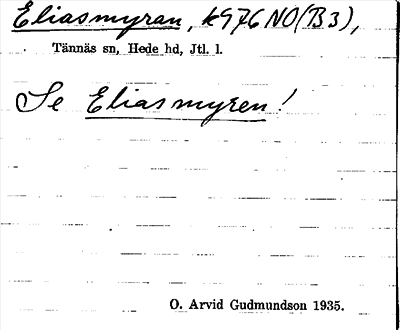 Eliasmyran, k976NO(B3),
Tännäs sn, Hede hd, Jtl. l.
Se Eliasmyren!
O. Arvid Gudmundson 1935.